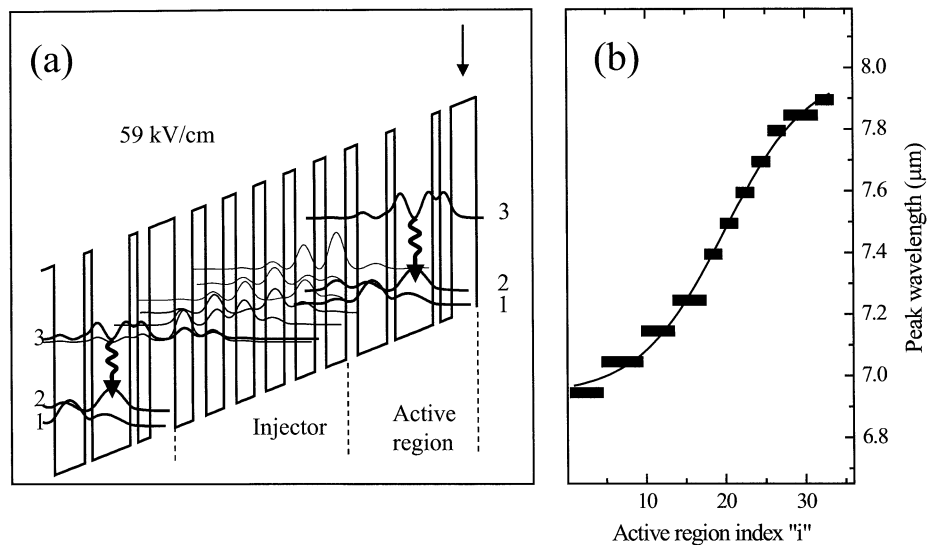 (a)
59 kV/cm
3
2
1
3
2
1
Injector
Active
region
(b)
8.0
7.8
7.6
7.4
7.2
7.0
6.8
Peak wavelength (μm)
10
20
30
Active region index "i"